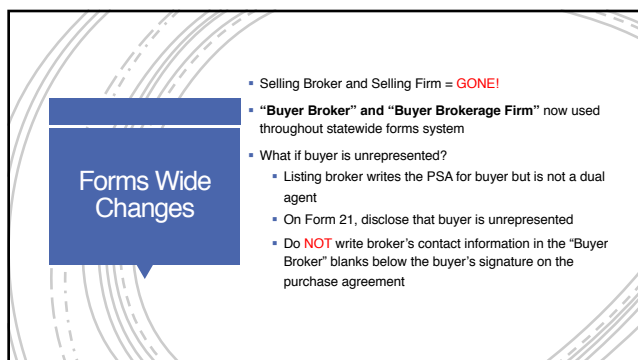 Forms Wide
Changes
▪ Selling Broker and Selling Firm = GONE!
▪ “Buyer Broker” and “Buyer Brokerage Firm” now used
throughout statewide forms system
▪ What if buyer is unrepresented?
▪ Listing broker writes the PSA for buyer but is not a dual
agent
▪ On Form 21, disclose that buyer is unrepresented
▪ Do NOT write broker’s contact information in the “Buyer
Broker” blanks below the buyer’s signature on the
purchase agreement